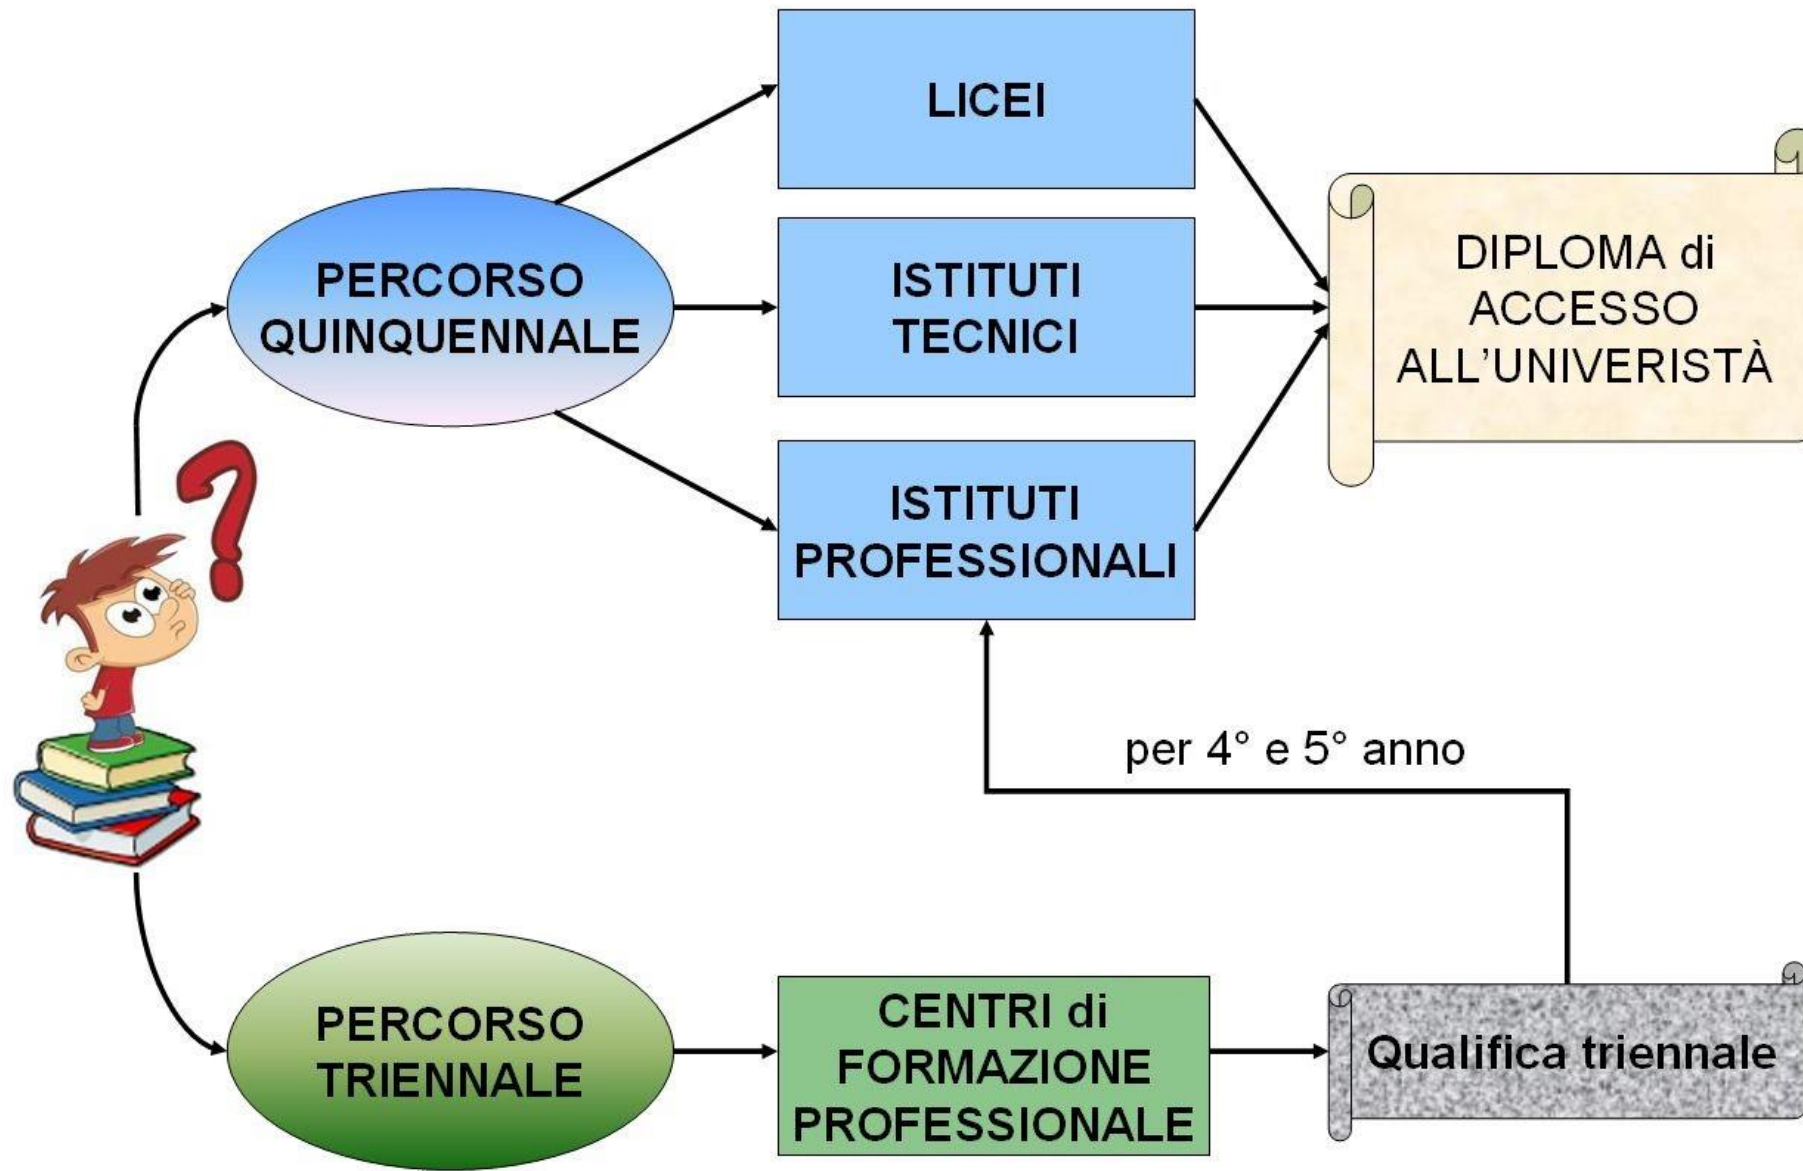 LICEI
PERCORSO
QUINQUENNALE
ISTITUTI
TECNICI
DIPLOMA di
ACCESSO
ALL'UNIVERISTÀ
ISTITUTI
PROFESSIONALI
?
per 4° e 5° anno
PERCORSO
TRIENNALE
CENTRI di
FORMAZIONE
PROFESSIONALE
Qualifica triennale